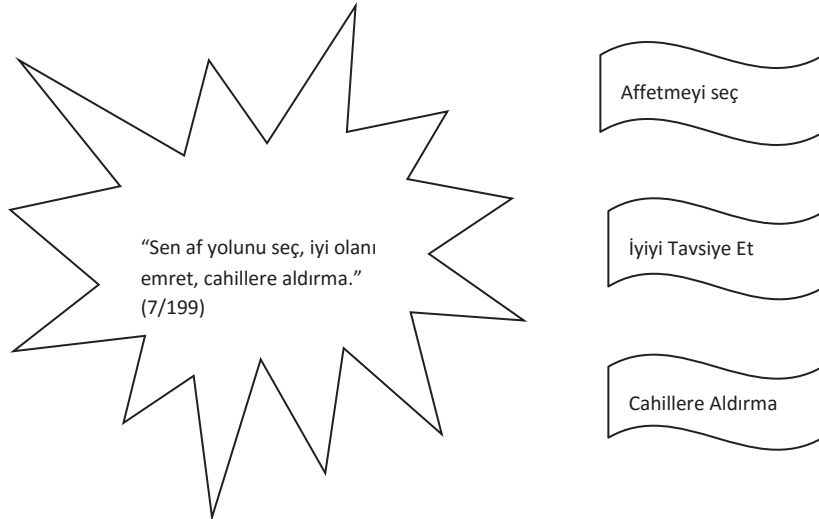 “Sen af yolunu seç, iyi olanı
emret, cahillere aldırma.”
(7/199)
Affetmeyi seç
İyiyi Tavsiye Et
Cahillere Aldırma